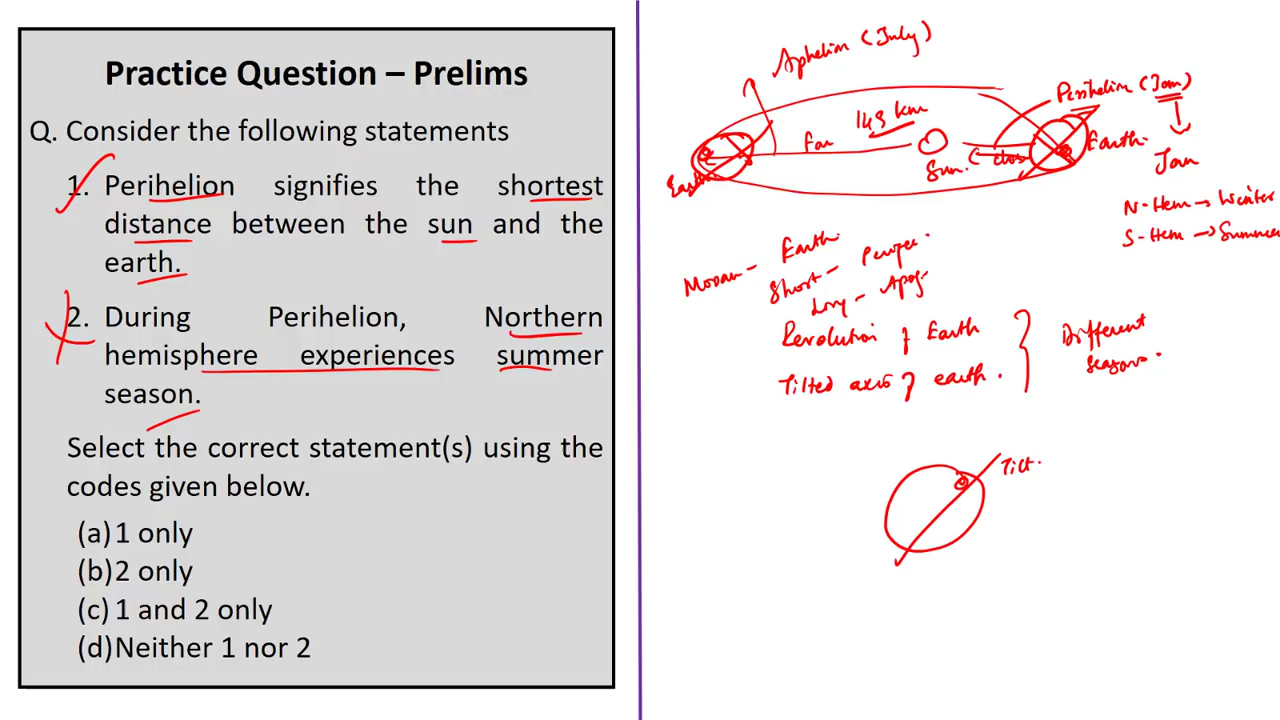 Practice Question – Prelims
Q. Consider the following statements
1. Perihelion signifies the shortest
distance between the sun and the
earth.
2. During Perihelion, Northern
hemisphere experiences summer
season.
Select the correct statement(s) using the
codes given below.
(a) 1 only
(b) 2 only
(c) 1 and 2 only
(d) Neither 1 nor 2
Aphelion (July)
Perihelion (Jan)
Far
km
Sun.
Earth
Earth
Jan
N-Hem → Winter
S-Hem → Summer
Earth
Short -
Long - Apog
Revolution of Earth
Tilted axis of earth.
Different
Seasons.
Tilt.